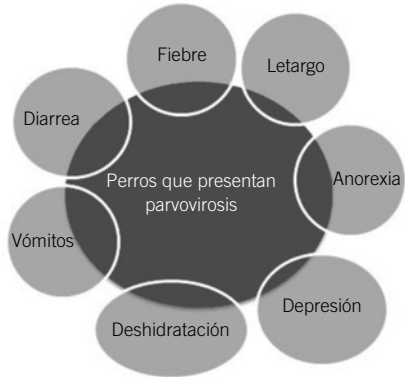 Fiebre
Letargo
Diarrea
Perros que presentan
parvovirosis
Anorexia
Vómitos
Depresión
Deshidratación